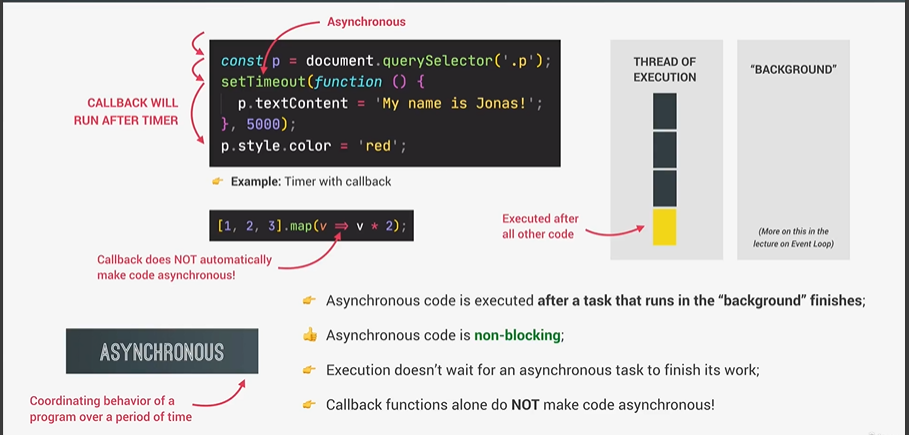 Asynchronous
const p = document.querySelector('.p');
setTimeout(function () {
p.textContent = 'My name is Jonas!';
}, 5000);
p.style.color = 'red';
CALLBACK WILL
RUN AFTER TIMER
👉 Example: Timer with callback
[1, 2, 3].map(v => v * 2);
Callback does NOT automatically
make code asynchronous!
THREAD OF
EXECUTION
Executed after
all other code
“BACKGROUND”
(More on this in the
lecture on Event Loop)
ASYNCHRONOUS
Coordinating behavior of a
program over a period of time
👉 Asynchronous code is executed after a task that runs in the “background” finishes;
👍 Asynchronous code is non-blocking;
👉 Execution doesn’t wait for an asynchronous task to finish its work;
👉 Callback functions alone do NOT make code asynchronous!